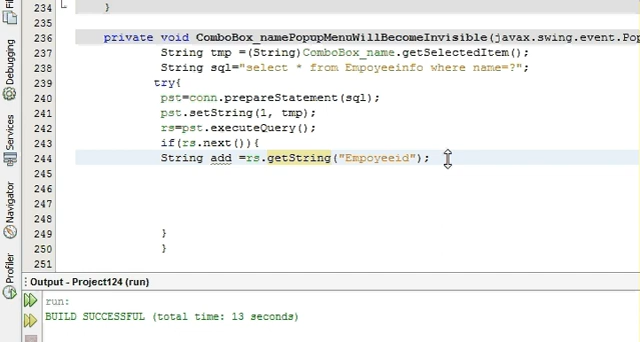 234 }
235
236 private void ComboBox_namePopupMenuWillBecomeInvisible(javax.swing.event.Pop
237 String tmp =(String)ComboBox_name.getSelectedItem();
238 String sql="select * from Empoyeeinfo where name=?";
239 try{
240 pst=conn.prepareStatement(sql);
241 pst.setString(1, tmp);
242 rs=pst.executeQuery();
243 if(rs.next()){
244 String add =rs.getString("Empoyeeid");
245
246
247
248
249 }
250 }
251
Debugging
Services
Navigator
Profiler
Output - Project124 (run)
run:
BUILD SUCCESSFUL (total time: 13 seconds)